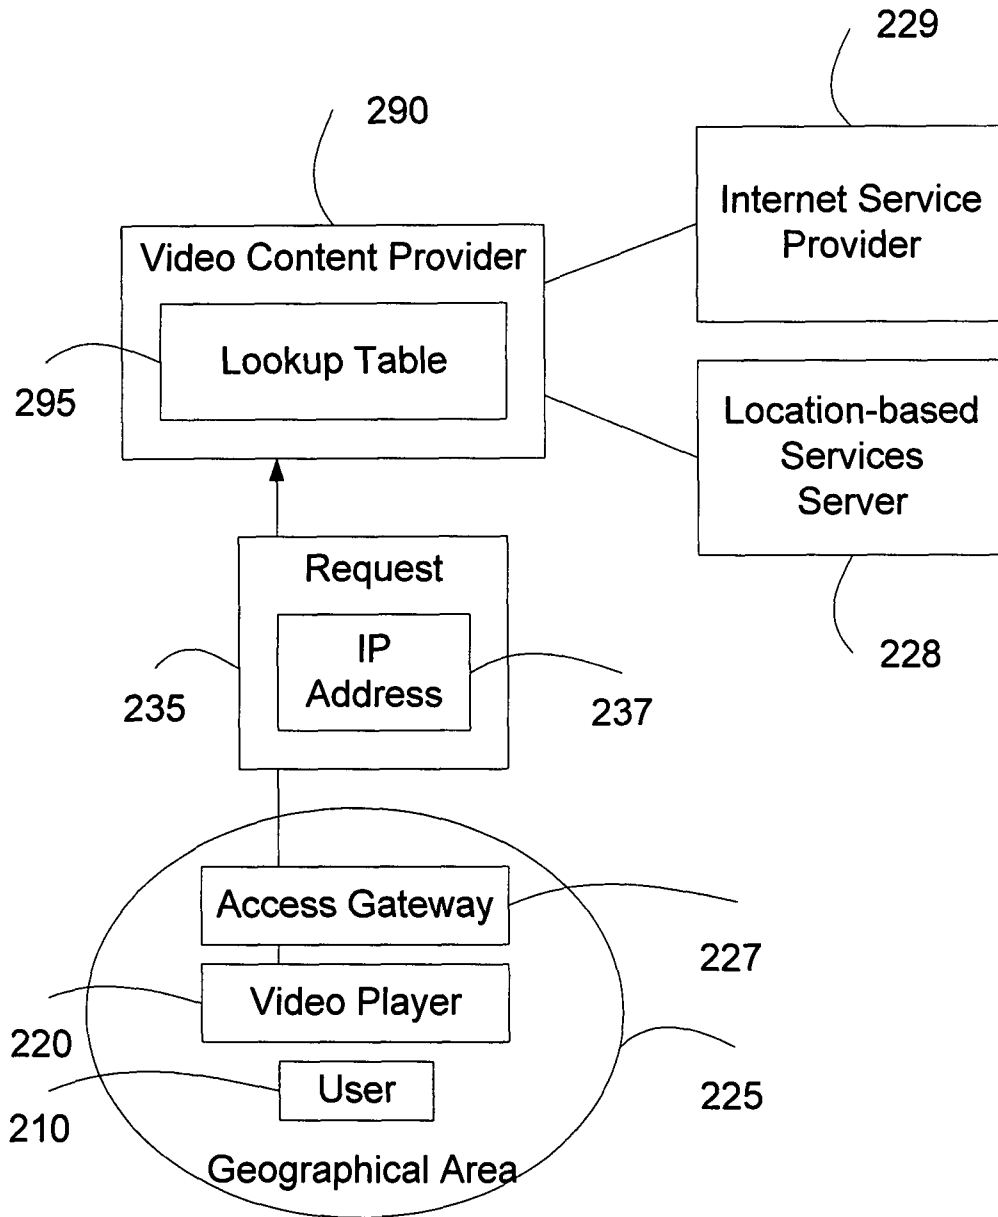 229
290
Internet Service
Provider
Video Content Provider
Lookup Table
295
Location-based
Services
Server
Request
IP
Address
228
235
237
Access Gateway
227
Video Player
220
User
225
210
Geographical Area